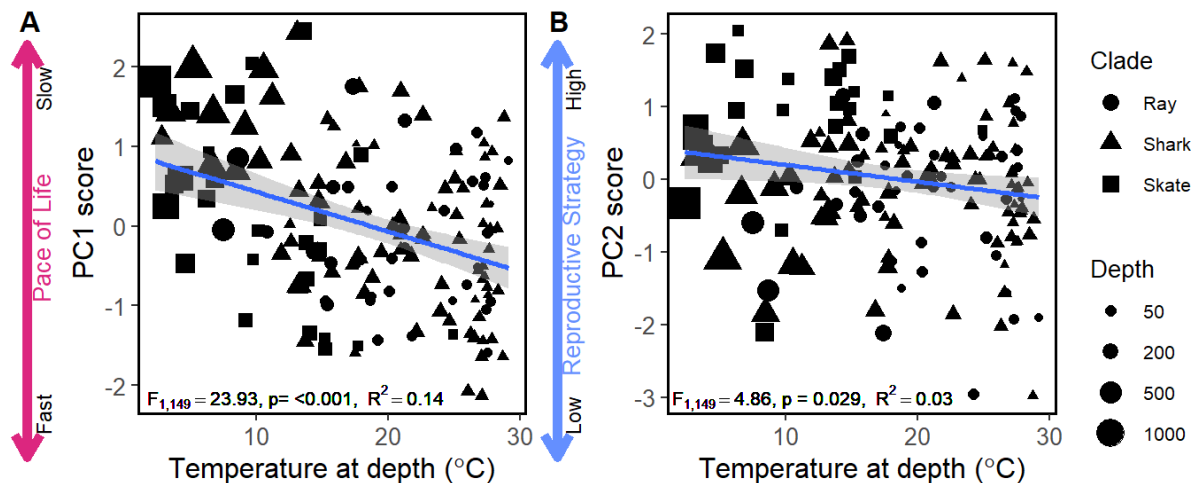 A
Slow
Pace of Life
Fast
PC1 score
2
1
0
-1
-2
F1,149 = 23.93, p= <0.001, R2 = 0.14
10
20
30
Temperature at depth (°C)
B
High
Reproductive Strategy
Low
PC2 score
2
1
0
-1
-2
-3
F1,149 = 4.86, p = 0.029, R2 = 0.03
10
20
30
Temperature at depth (°C)
Clade
Ray
Shark
Skate
Depth
50
200
500
1000